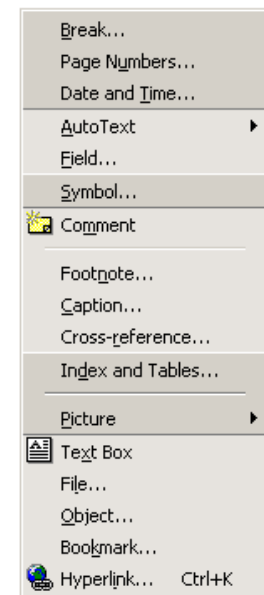 Break...
Page Numbers...
Date and Time...
AutoText
Field...
Symbol...
Comment
Footnote...
Caption...
Cross-reference...
Index and Tables...
Picture
Text Box
File...
Object...
Bookmark...
Hyperlink... Ctrl+K